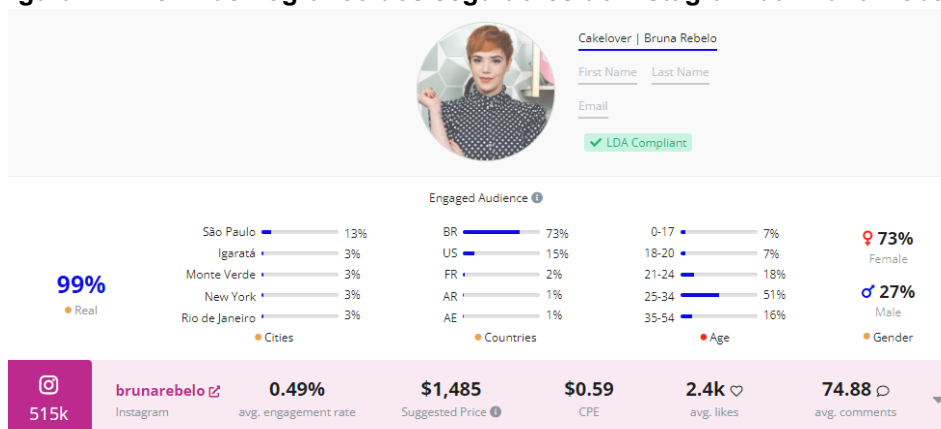 Cakelover | Bruna Rebelo
First Name Last Name
Email
LDA Compliant
Engaged Audience
99%
Real
São Paulo 13%
Igaratá 3%
Monte Verde 3%
New York 3%
Rio de Janeiro 3%
Cities
BR 73%
US 15%
FR 2%
AR 1%
AE 1%
Countries
0-17 7%
18-20 7%
21-24 18%
25-34 51%
35-54 16%
Age
73%
Female
27%
Male
Gender
515k
brunarebelo
Instagram
0.49%
avg. engagement rate
$1,485
Suggested Price
$0.59
CPE
2.4k
avg. likes
74.88
avg. comments